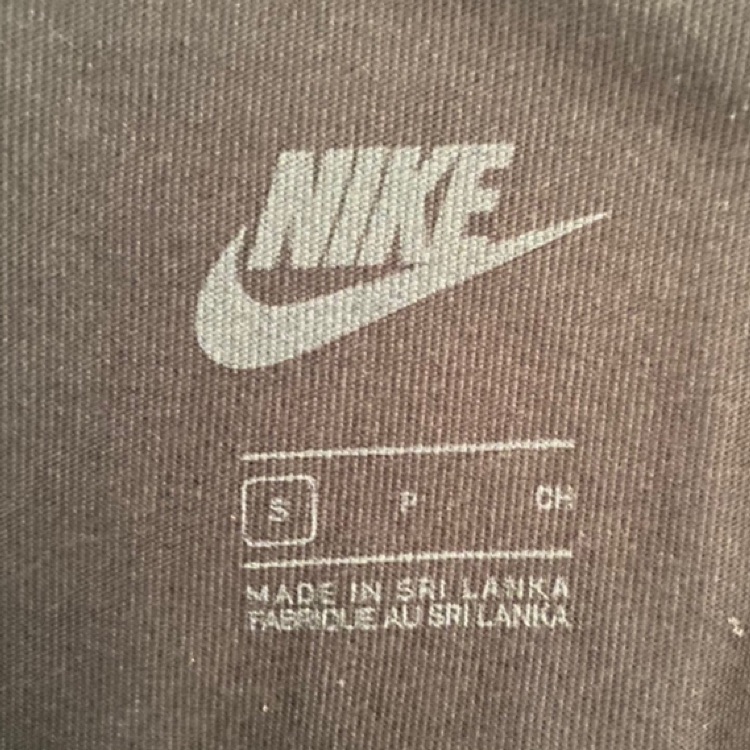 NIKE
S P CH
MADE IN SRI LANKA
FABRIQUE AU SRI LANKA